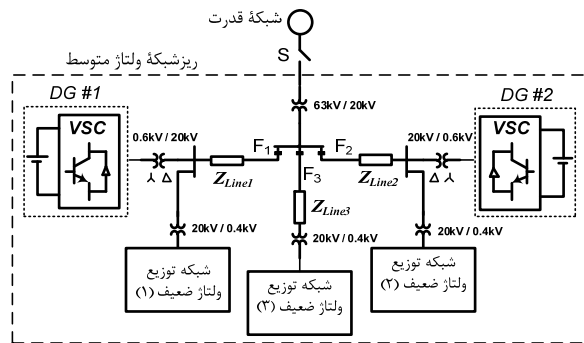 شبکهٔ قدرت
S
ریزشبکهٔ ولتاژ متوسط
DG #1
DG #2
63kV / 20kV
VSC
VSC
0.6kV / 20kV
20kV / 0.6kV
F1
F2
F3
ZLine1
ZLine2
ZLine3
20kV / 0.4kV
20kV / 0.4kV
20kV / 0.4kV
شبکه توزیع
ولتاژ ضعیف (۱)
شبکه توزیع
ولتاژ ضعیف (۳)
شبکه توزیع
ولتاژ ضعیف (۲)